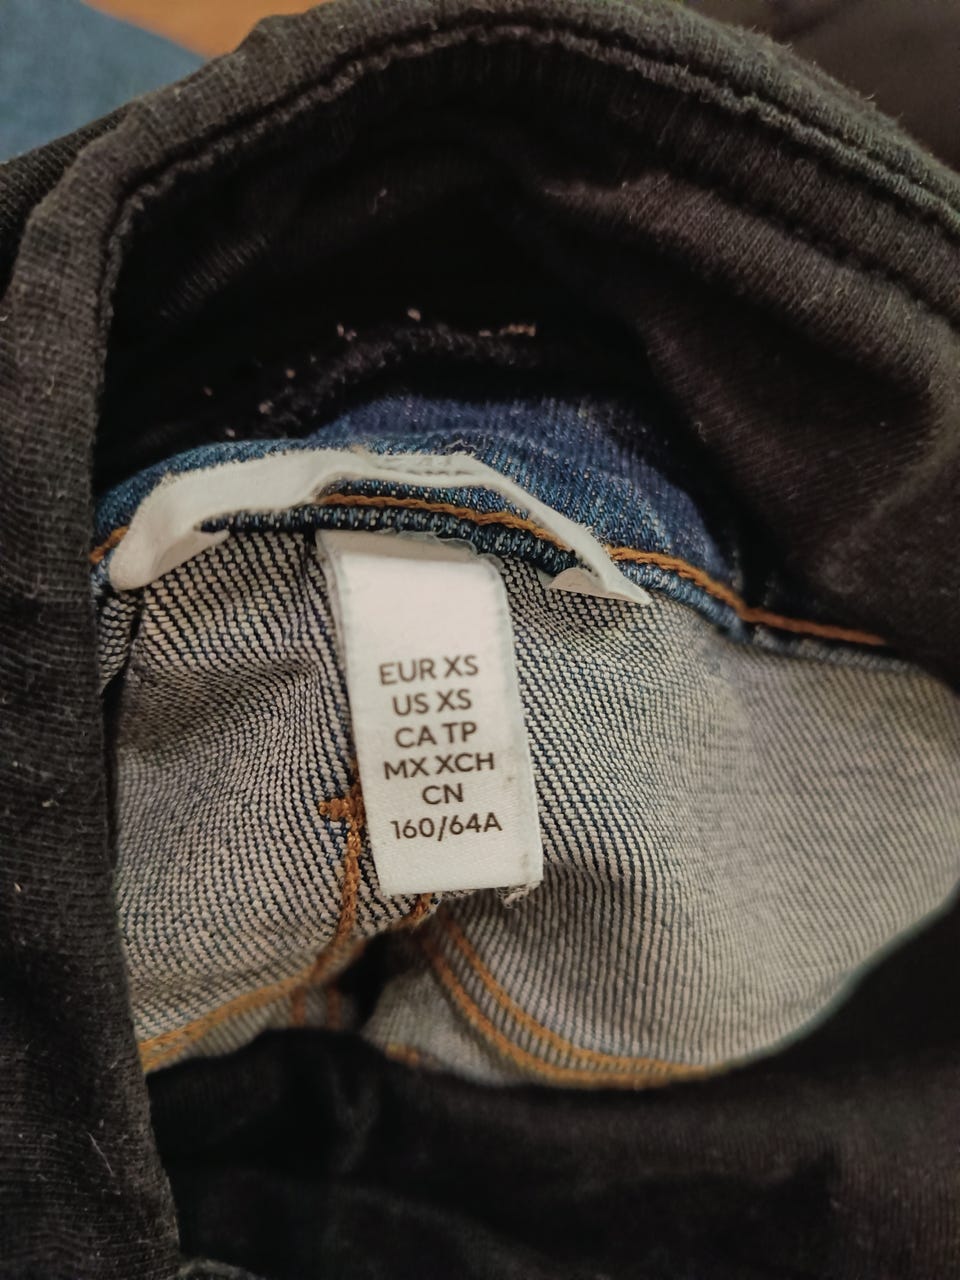 EUR XS
US XS
CA TP
MX XCH
CN
160/64A